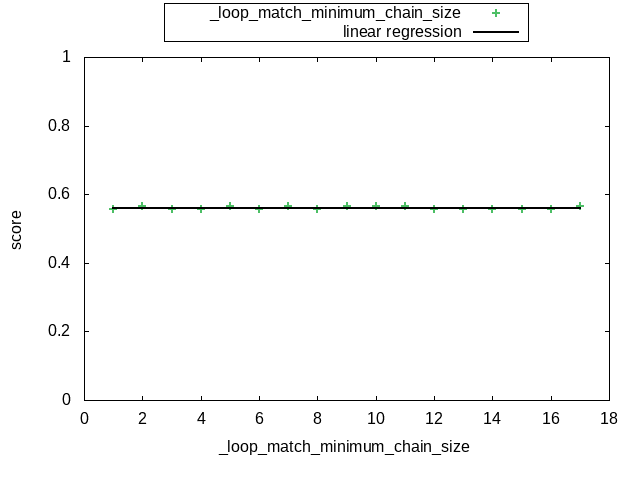 _loop_match_minimum_chain_size
linear regression
1
0.8
0.6
0.4
0.2
0
score
0 2 4 6 8 10 12 14 16 18
_loop_match_minimum_chain_size